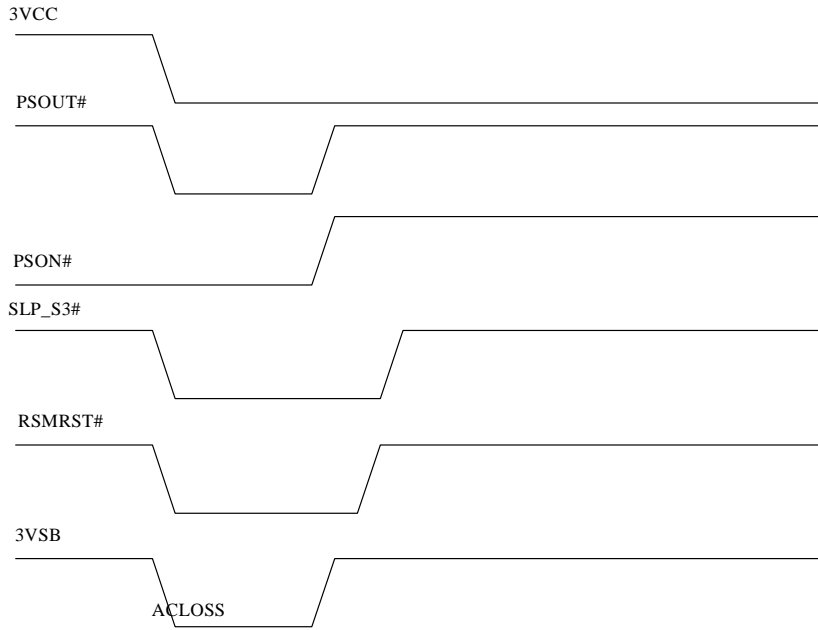 3VCC
PSOUT#
PSON#
SLP_S3#
RSMRST#
3VSB
ACLOSS